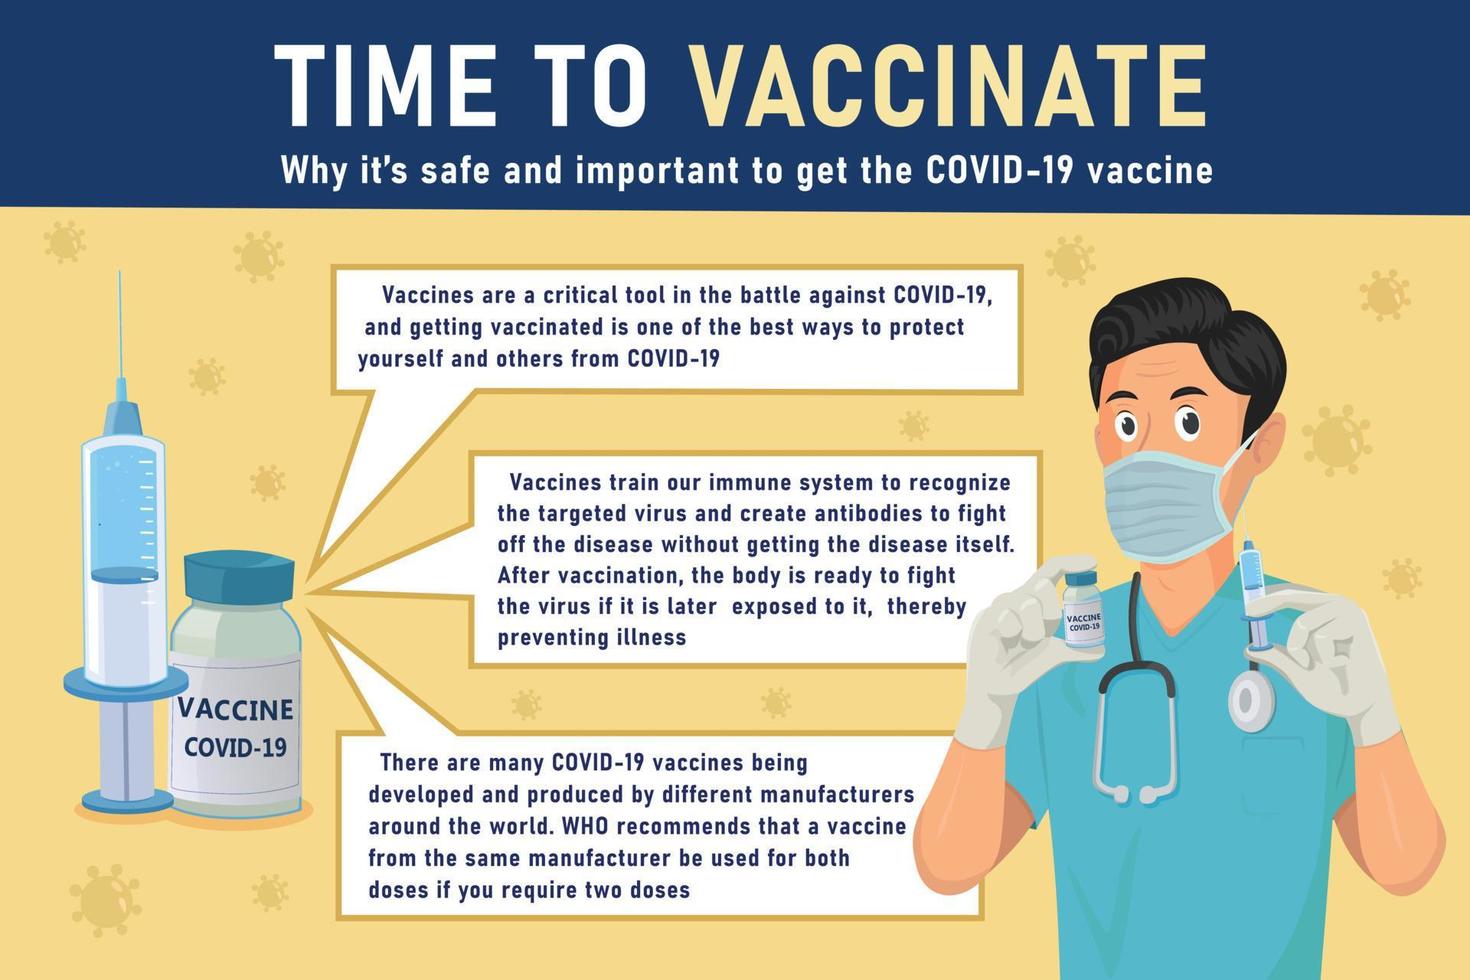 TIME TO VACCINATE
Why it's safe and important to get the COVID-19 vaccine
Vaccines are a critical tool in the battle against COVID-19,
and getting vaccinated is one of the best ways to protect
yourself and others from COVID-19
Vaccines train our immune system to recognize
the targeted virus and create antibodies to fight
off the disease without getting the disease itself.
After vaccination, the body is ready to fight
the virus if it is later exposed to it, thereby
preventing illness
There are many COVID-19 vaccines being
developed and produced by different manufacturers
around the world. WHO recommends that a vaccine
from the same manufacturer be used for both
doses if you require two doses
VACCINE
COVID-19
VACCINE
COVID-19